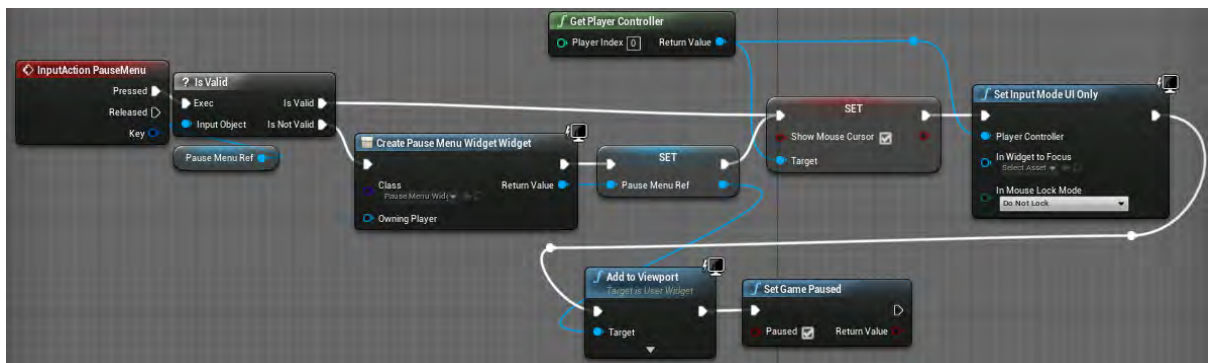 InputAction PauseMenu
Pressed
Released
Key
? Is Valid
Exec
Is Valid
Input Object
Is Not Valid
Pause Menu Ref
Create Pause Menu Widget Widget
Class
Return Value
Pause Menu Widg
Owning Player
SET
Pause Menu Ref
f Get Player Controller
Player Index 0
Return Value
SET
Show Mouse Cursor
Target
f Set Input Mode UI Only
Player Controller
In Widget to Focus
Select Asset
In Mouse Lock Mode
Do Not Lock
f Add to Viewport
Target is User Widget
Target
f Set Game Paused
Paused
Return Value